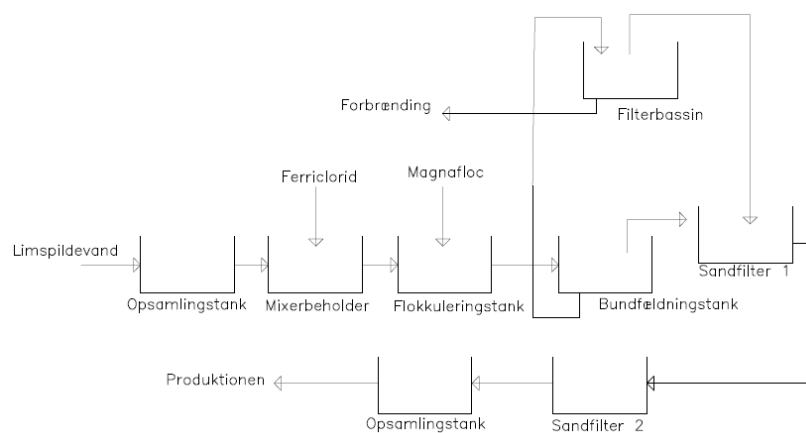 Forbrænding
Filterbassin
Ferriclorid
Magnafloc
Limspildevand
Opsamlingstank
Mixerbeholder
Flokkuleringstank
Bundfældningstank
Sandfilter 1
Produktionen
Opsamlingstank
Sandfilter 2